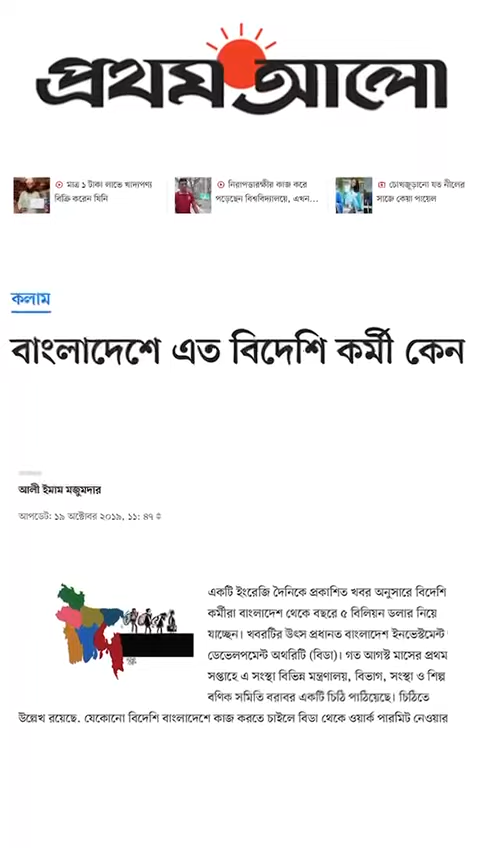 প্রথম আলো
মাত্র ১ টাকা লাভে খাদ্যপণ্য
বিক্রি করেন যিনি
নিরাপত্তারক্ষীর কাজ করে
পড়েছেন বিশ্ববিদ্যালয়ে, এখন...
চোখজুড়ানো যত নীলের
সাজে কেয়া পায়েল
কলাম
বাংলাদেশে এত বিদেশি কর্মী কেন
আলী ইমাম মজুমদার
আপডেট: ১৯ অক্টোবর ২০১৯, ১১: ৪৭
একটি ইংরেজি দৈনিকে প্রকাশিত খবর অনুসারে বিদেশি
কর্মীরা বাংলাদেশ থেকে বছরে ৫ বিলিয়ন ডলার নিয়ে
যাচ্ছেন। খবরটির উৎস প্রধানত বাংলাদেশ ইনভেস্টমেন্ট
ডেভেলপমেন্ট অথরিটি (বিডা)। গত আগস্ট মাসের প্রথম
সপ্তাহে এ সংস্থা বিভিন্ন মন্ত্রণালয়, বিভাগ, সংস্থা ও শিল্প
বণিক সমিতি বরাবর একটি চিঠি পাঠিয়েছে। চিঠিতে
উল্লেখ রয়েছে, যেকোনো বিদেশি বাংলাদেশে কাজ করতে চাইলে বিডা থেকে ওয়ার্ক পারমিট নেওয়ার